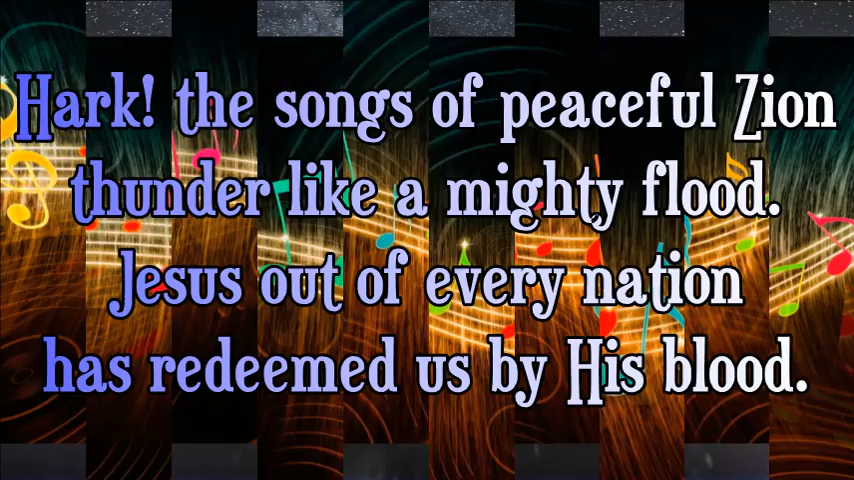 Hark! the songs of peaceful Zion
thunder like a mighty flood.
Jesus out of every nation
has redeemed us by His blood.